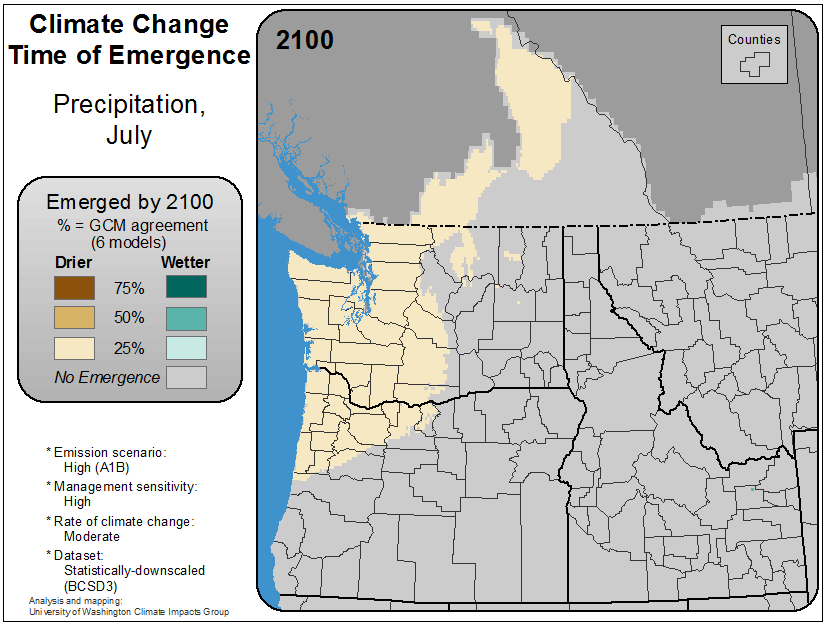 Climate Change
Time of Emergence
Precipitation,
July
Emerged by 2100
% = GCM agreement
(6 models)
Drier Wetter
75%
50%
25%
No Emergence
* Emission scenario:
High (A1B)
* Management sensitivity:
High
* Rate of climate change:
Moderate
* Dataset:
Statistically-downscaled
(BCSD3)
Analysis and mapping:
University of Washington Climate Impacts Group
2100
Counties